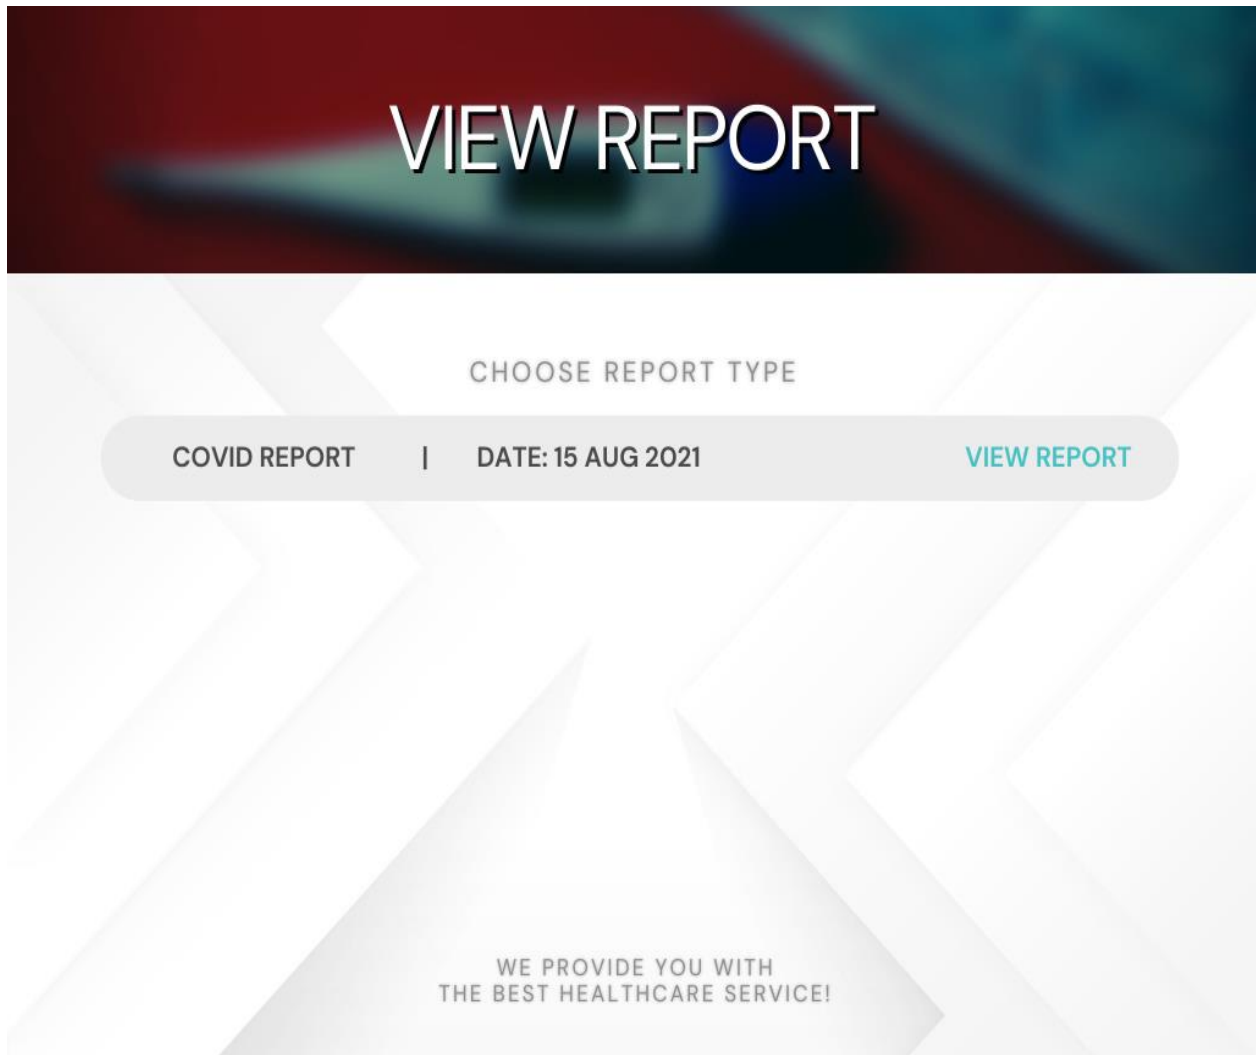 VIEW REPORT
CHOOSE REPORT TYPE
COVID REPORT | DATE: 15 AUG 2021 VIEW REPORT
WE PROVIDE YOU WITH
THE BEST HEALTHCARE SERVICE!